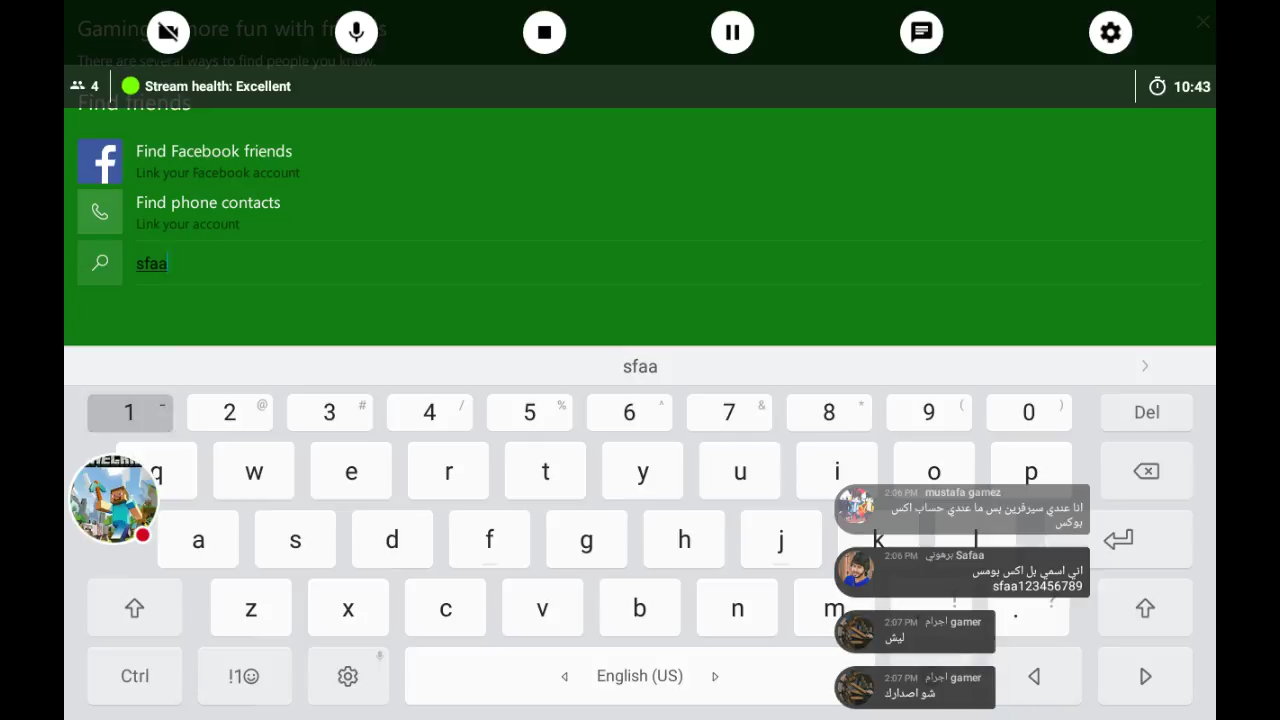 Gaming more fun with friends
There are several ways to find people you know.
4
Stream health: Excellent
10:43
Find friends
Find Facebook friends
Link your Facebook account
Find phone contacts
Link your account
sfaa
sfaa
1 - 2 @ 3 # 4 / 5 % 6 ^ 7 & 8 * 9 ( 0 ) Del
q w e r t y u i o p
MINECRAFT
a s d f g h j k l
z x c v b n m ! . ?
Ctrl !1☺ English (US)
2:06 PM mustafa gamez
انا عندي سيرفرين بس ما عندي حساب اكس
بوكس
2:06 PM Safaa برهوني
اني اسمي بل اكس بومس
sfaa123456789
2:07 PM اجرام gamer
ليش
2:07 PM اجرام gamer
شو اصدارك